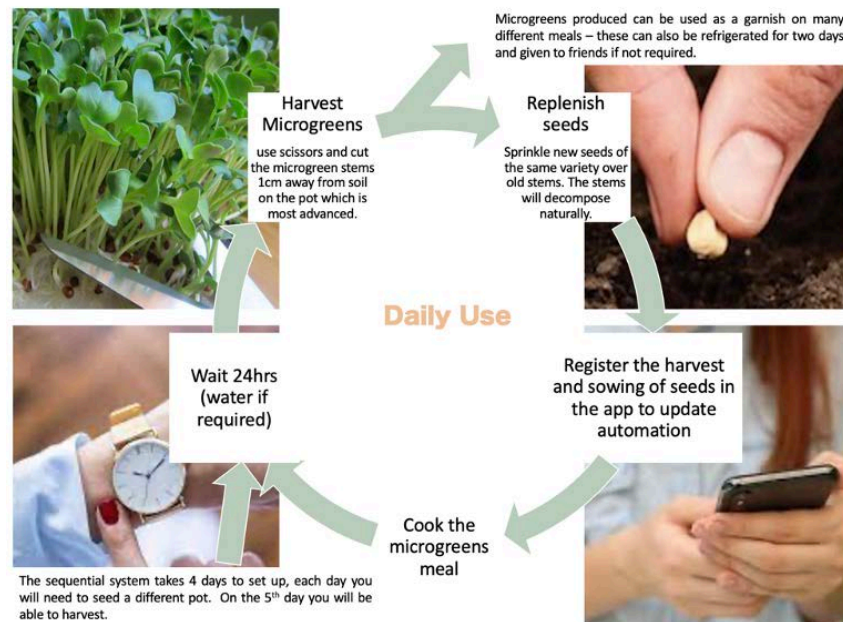 Microgreens produced can be used as a garnish on many
different meals – these can also be refrigerated for two days
and given to friends if not required.
Harvest
Microgreens
use scissors and cut
the microgreen stems
1cm away from soil
on the pot which is
most advanced.
Replenish
seeds
Sprinkle new seeds of
the same variety over
old stems. The stems
will decompose
naturally.
Daily Use
Wait 24hrs
(water if
required)
Register the harvest
and sowing of seeds in
the app to update
automation
Cook the
microgreens
meal
The sequential system takes 4 days to set up, each day you
will need to seed a different pot. On the 5th day you will be
able to harvest.